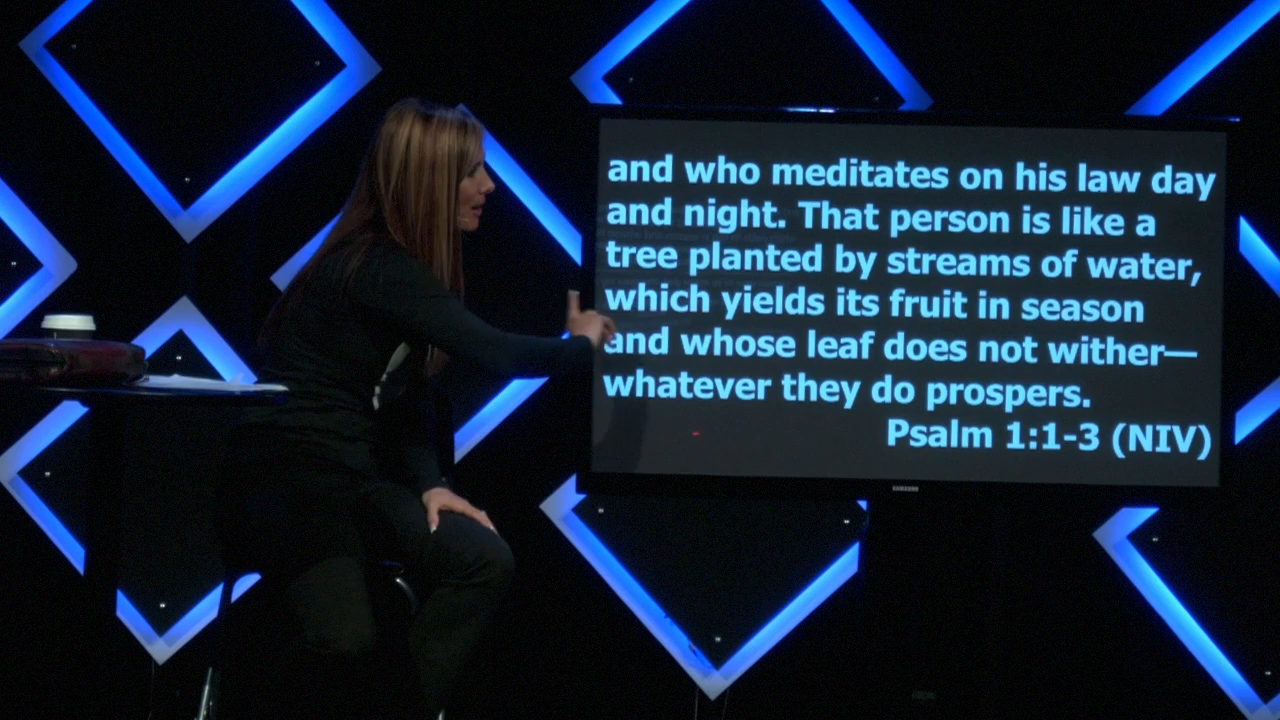 and who meditates on his law day
and night. That person is like a
tree planted by streams of water,
which yields its fruit in season
and whose leaf does not wither—
whatever they do prospers.
Psalm 1:1-3 (NIV)
SAMSUNG